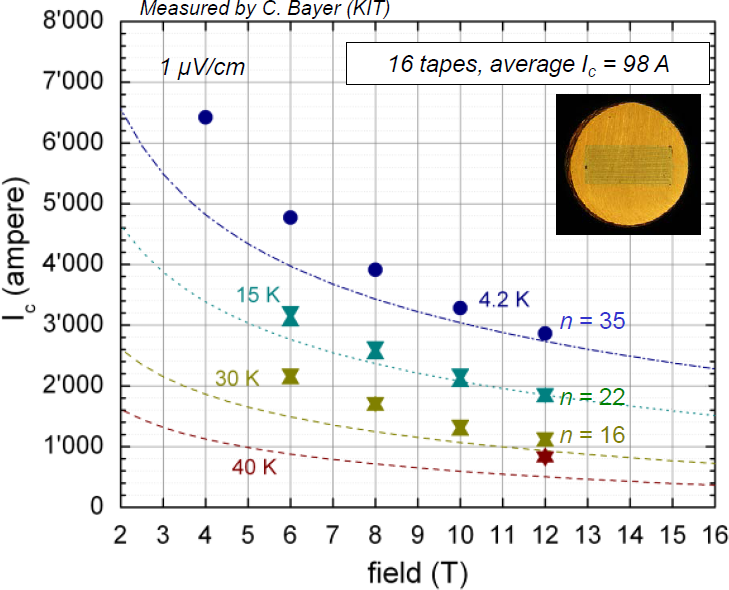 Measured by C. Bayer (KIT)
8'000
7'000
6'000
5'000
4'000
3'000
2'000
1'000
0
I_c (ampere)
1 µV/cm
16 tapes, average I_c = 98 A
4.2 K
15 K
30 K
40 K
n = 35
n = 22
n = 16
2 3 4 5 6 7 8 9 10 11 12 13 14 15 16
field (T)